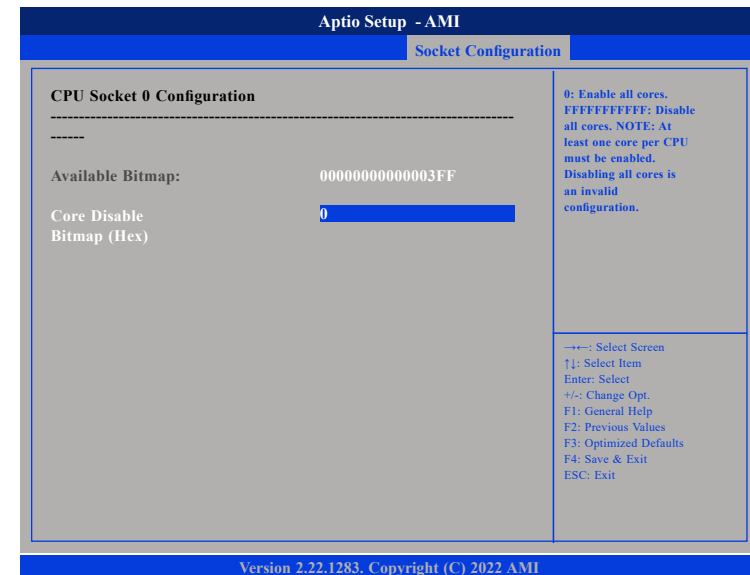 Aptio Setup - AMI
Socket Configuration
CPU Socket 0 Configuration
----------------------------------------------------------------------------------
------
Available Bitmap: 00000000000003FF
Core Disable 0
Bitmap (Hex)
0: Enable all cores.
FFFFFFFFFFF: Disable
all cores. NOTE: At
least one core per CPU
must be enabled.
Disabling all cores is
an invalid
configuration.
→←: Select Screen
↑↓: Select Item
Enter: Select
+/-: Change Opt.
F1: General Help
F2: Previous Values
F3: Optimized Defaults
F4: Save & Exit
ESC: Exit
Version 2.22.1283. Copyright (C) 2022 AMI